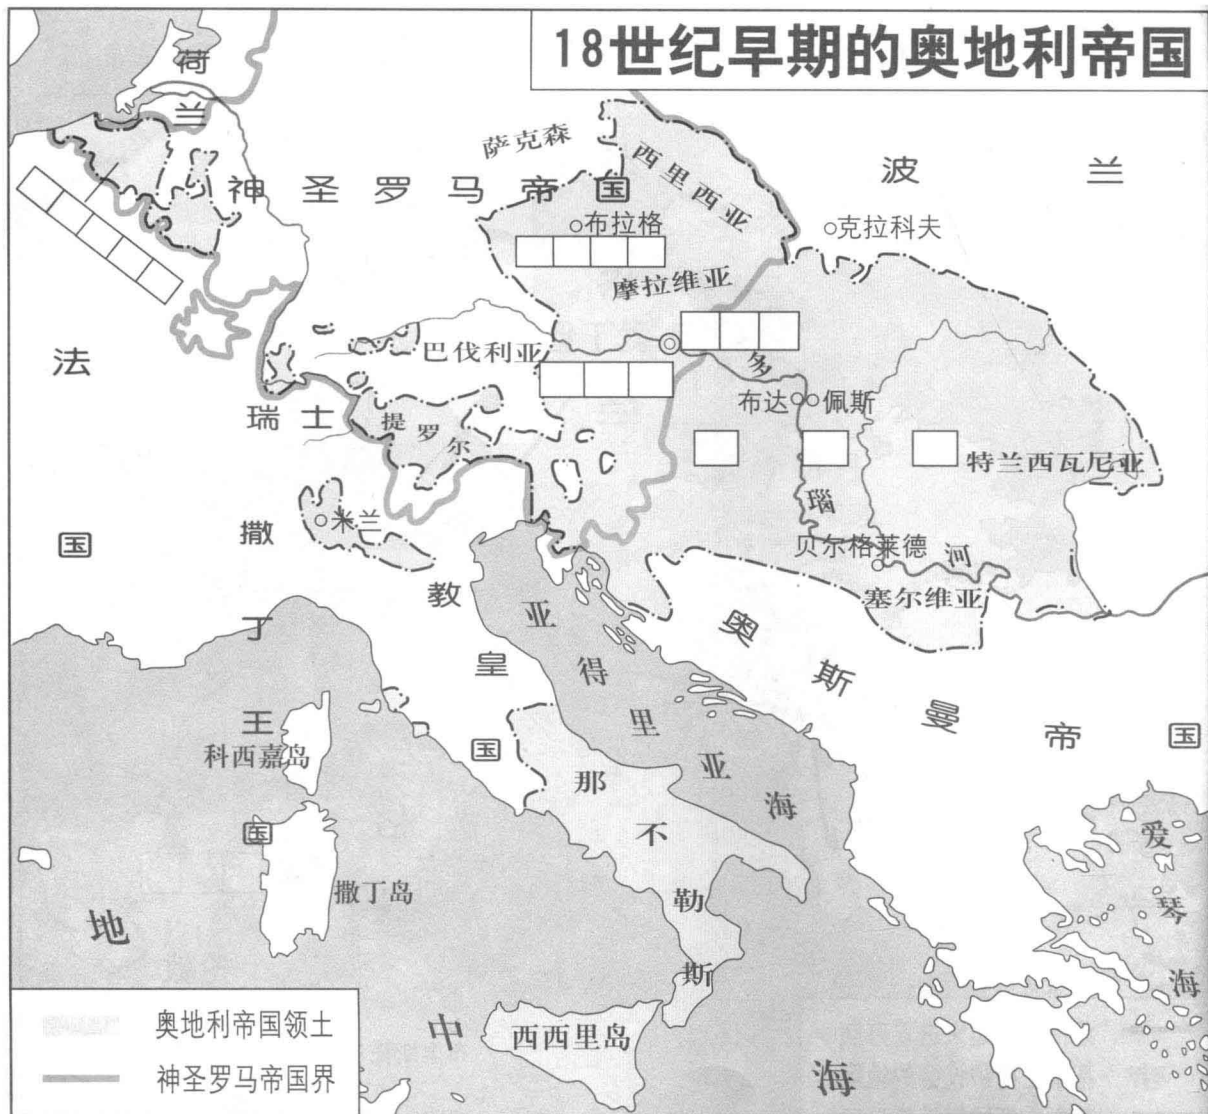 18世纪早期的奥地利帝国
荷兰
萨克森
西里西亚
波兰
神圣罗马帝国
布拉格
克拉科夫
摩拉维亚
法国
巴伐利亚
多瑙河
布达
佩斯
瑞士
提罗尔
特兰西瓦尼亚
米兰
撒丁王国
贝尔格莱德
塞尔维亚
教皇国
亚得里亚海
奥斯曼帝国
科西嘉岛
那不勒斯
撒丁岛
爱琴海
地中海
西西里岛
奥地利帝国领土
神圣罗马帝国界